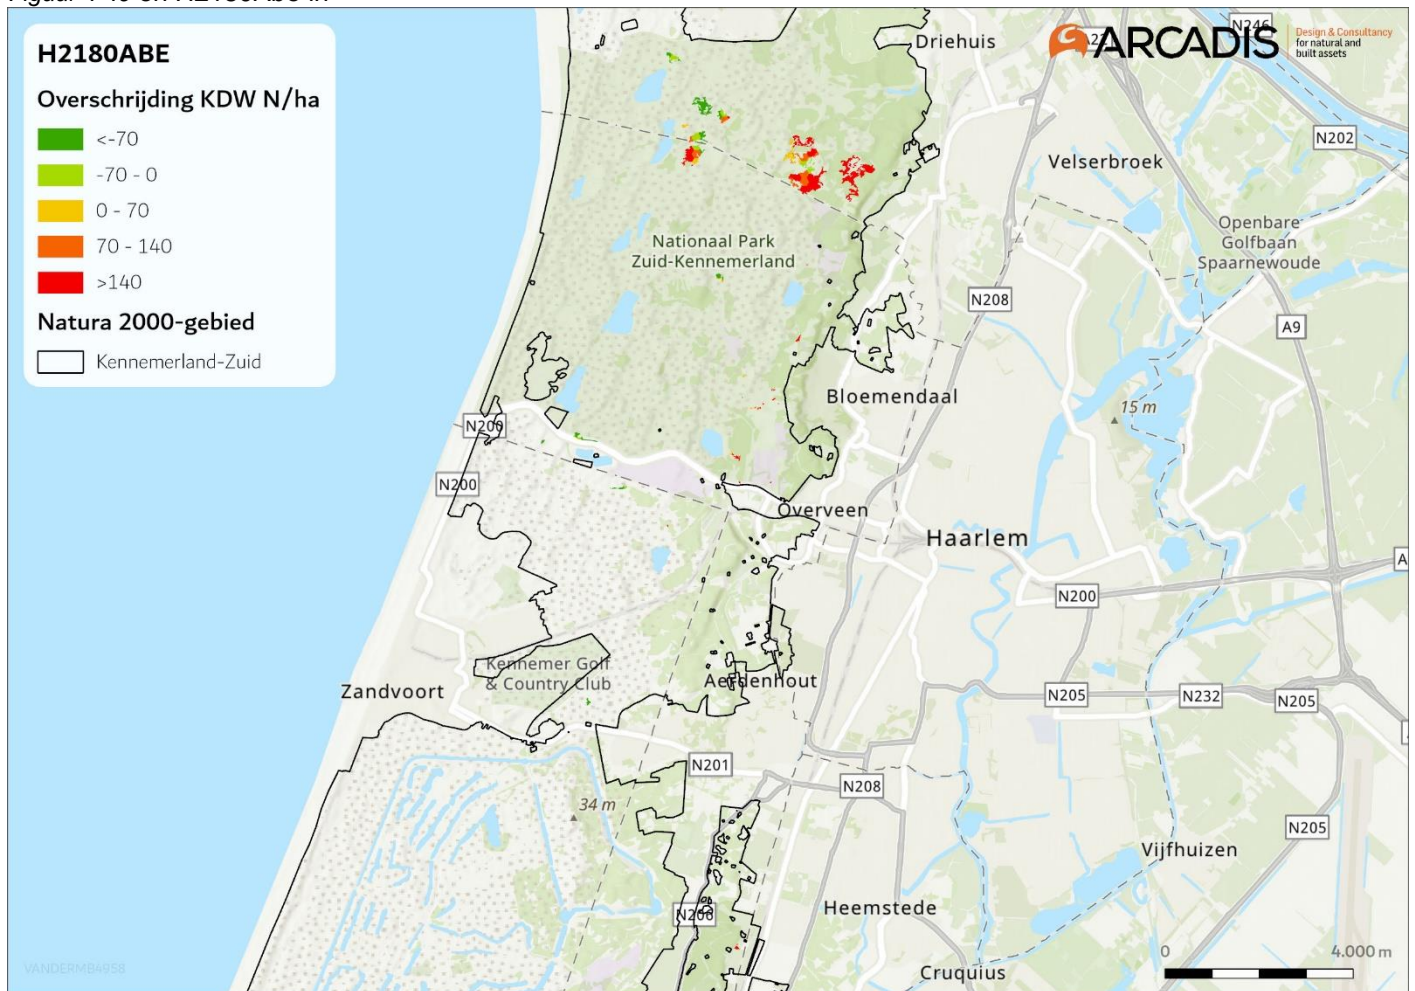 H2180ABE
Overschrijding KDW N/ha
<-70
-70 - 0
0 - 70
70 - 140
>140
Natura 2000-gebied
Kennemerland-Zuid
ARCADIS
Design & Consultancy
for natural and
built assets
Driehuis
N246
N202
Velserbroek
Openbare
Golfbaan
Spaarnewoude
Nationaal Park
Zuid-Kennemerland
N208
A9
Bloemendaal
15 m
N200
N200
Overveen
Haarlem
N200
Kennemer Golf
& Country Club
Zandvoort
Aerdenhout
N205
N232
N205
N201
N208
34 m
N205
Vijfhuizen
Heemstede
N206
Cruquius
0
4.000 m
VANDERMB4958